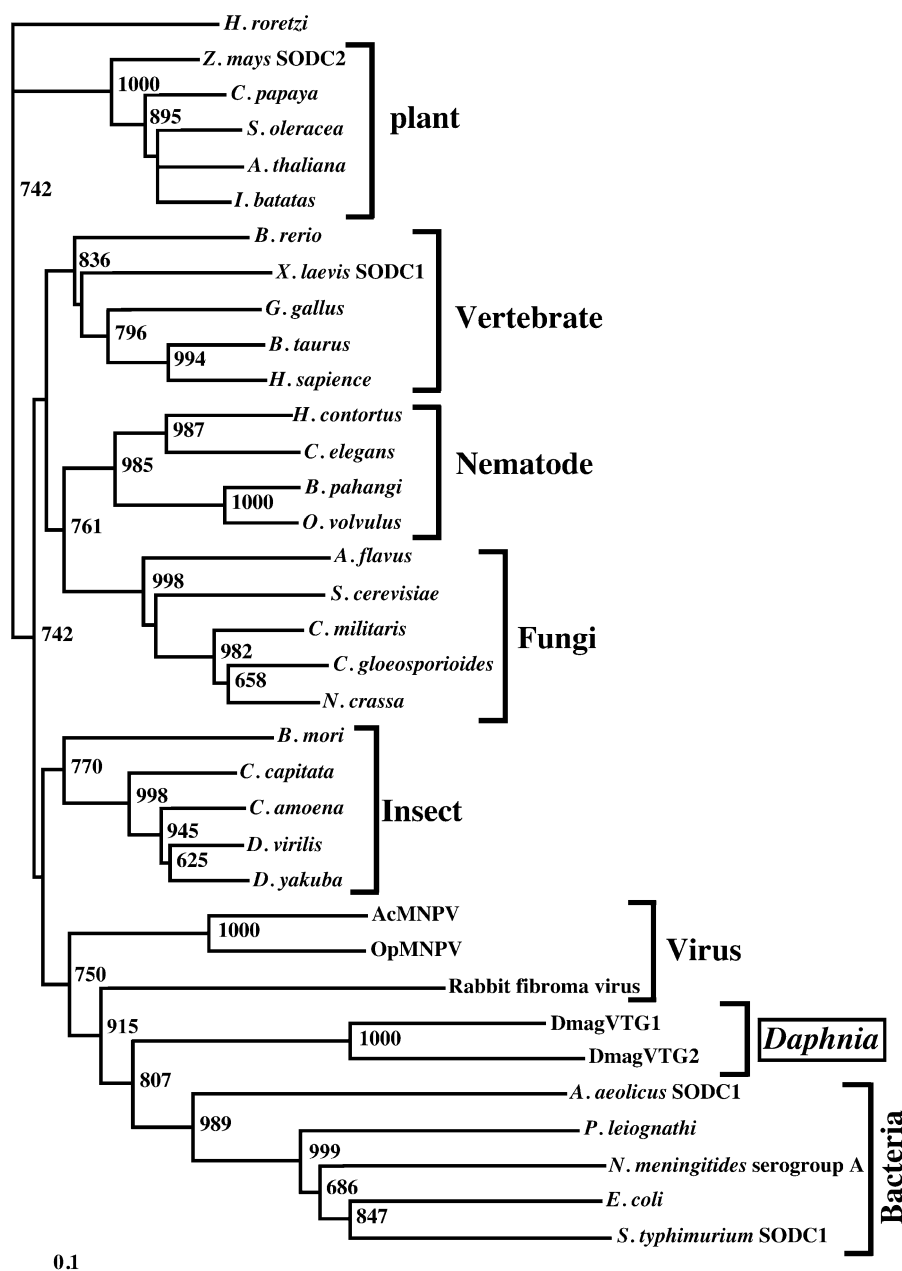 H. roretzi
Z. mays SODC2
1000
C. papaya
895
S. oleracea
plant
A. thaliana
742
I. batatas
B. rerio
836
X. laevis SODC1
G. gallus
Vertebrate
796
B. taurus
994
H. sapience
H. contortus
987
C. elegans
985
Nematode
B. pahangi
1000
O. volvulus
761
A. flavus
998
S. cerevisiae
C. militaris
742
Fungi
982
C. gloeosporioides
658
N. crassa
B. mori
770
C. capitata
998
C. amoena
Insect
945
D. virilis
625
D. yakuba
AcMNPV
1000
OpMNPV
Virus
750
Rabbit fibroma virus
915
DmagVTG1
1000
Daphnia
DmagVTG2
807
A. aeolicus SODC1
989
P. leiognathi
999
N. meningitides serogroup A
Bacteria
686
E. coli
847
S. typhimurium SODC1
0.1